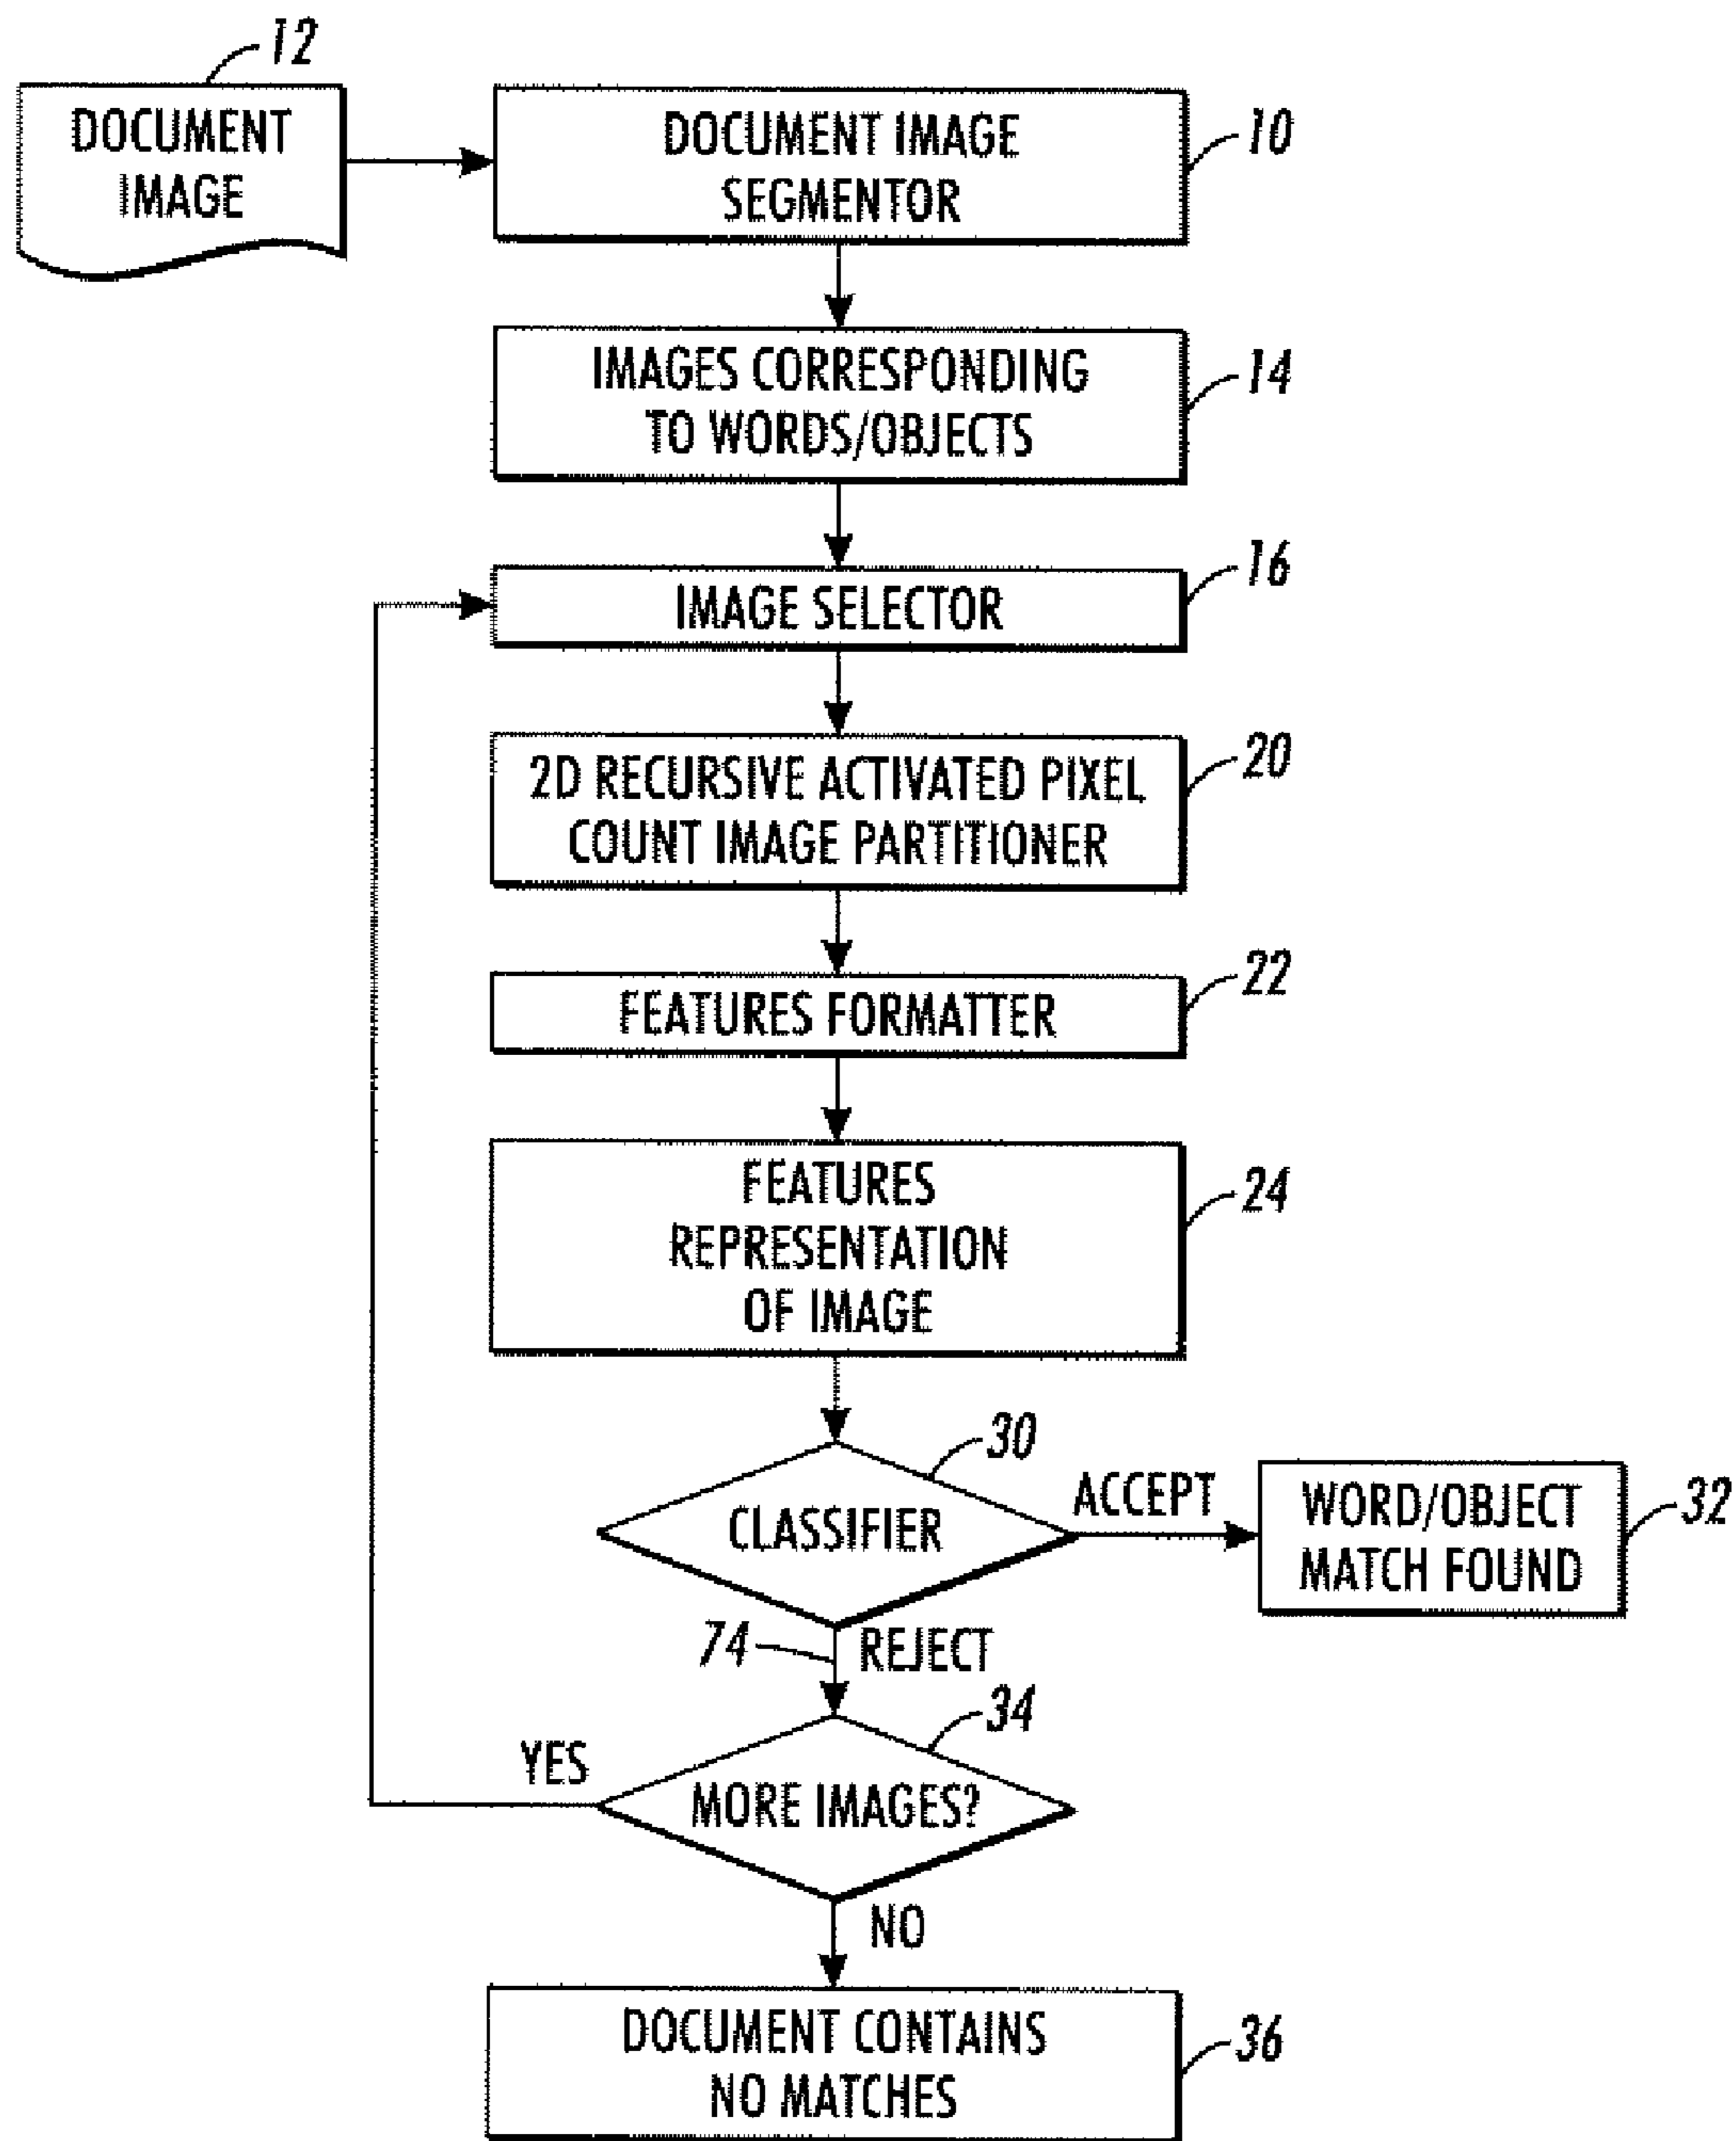 12
DOCUMENT
IMAGE
DOCUMENT IMAGE
SEGMENTOR
10
IMAGES CORRESPONDING
TO WORDS/OBJECTS
14
IMAGE SELECTOR
16
2D RECURSIVE ACTIVATED PIXEL
COUNT IMAGE PARTITIONER
20
FEATURES FORMATTER
22
FEATURES
REPRESENTATION
OF IMAGE
24
30
CLASSIFIER
ACCEPT
WORD/OBJECT
MATCH FOUND
32
74
REJECT
34
YES
MORE IMAGES?
NO
DOCUMENT CONTAINS
NO MATCHES
36